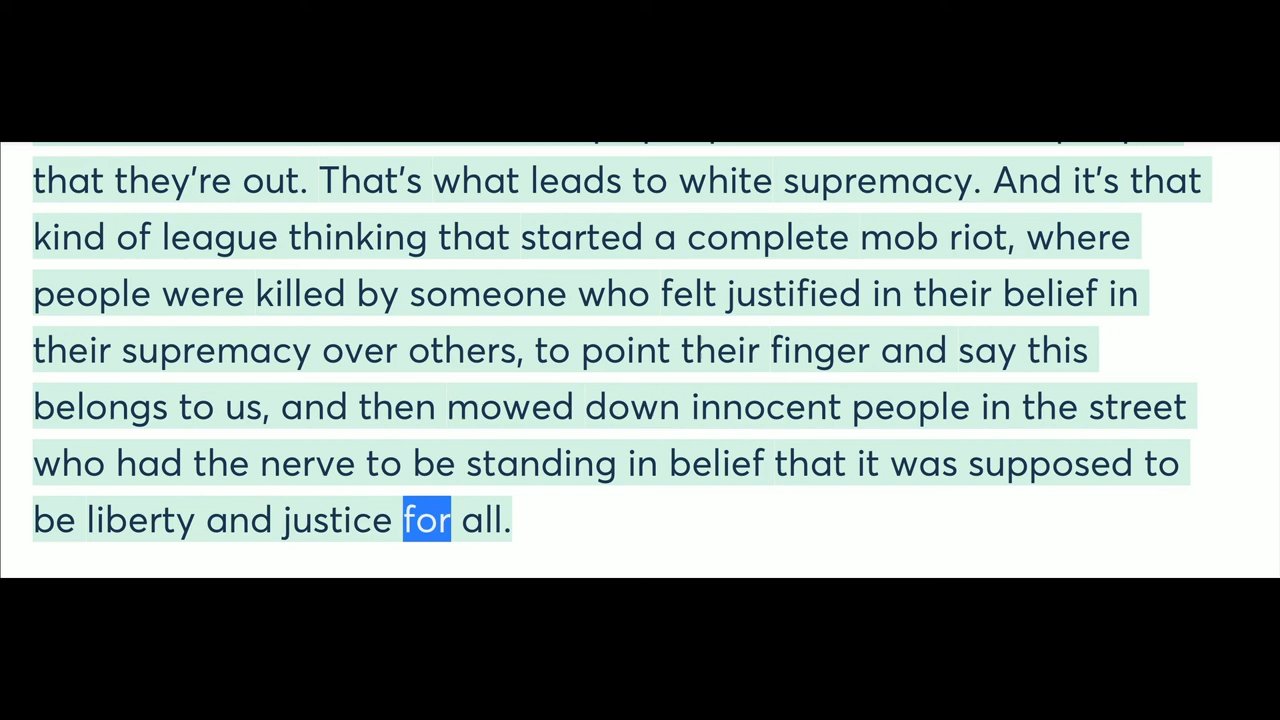 that they're out. That's what leads to white supremacy. And it's that
kind of league thinking that started a complete mob riot, where
people were killed by someone who felt justified in their belief in
their supremacy over others, to point their finger and say this
belongs to us, and then mowed down innocent people in the street
who had the nerve to be standing in belief that it was supposed to
be liberty and justice for all.